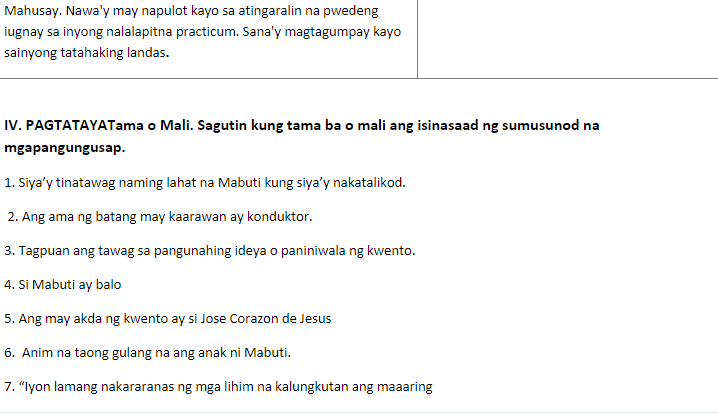 Mahusay. Nawa'y may napulot kayo sa atingaralin na pwedeng
iugnay sa inyong nalalapitna practicum. Sana'y magtagumpay kayo
sainyong tatahaking landas.
IV. PAGTATAYATama o Mali. Sagutin kung tama ba o mali ang isinasaad ng sumusunod na
mgapangungusap.
1. Siya’y tinatawag naming lahat na Mabuti kung siya’y nakatalikod.
2. Ang ama ng batang may kaarawan ay konduktor.
3. Tagpuan ang tawag sa pangunahing ideya o paniniwala ng kwento.
4. Si Mabuti ay balo
5. Ang may akda ng kwento ay si Jose Corazon de Jesus
6. Anim na taong gulang na ang anak ni Mabuti.
7. “Iyon lamang nakararanas ng mga lihim na kalungkutan ang maaaring